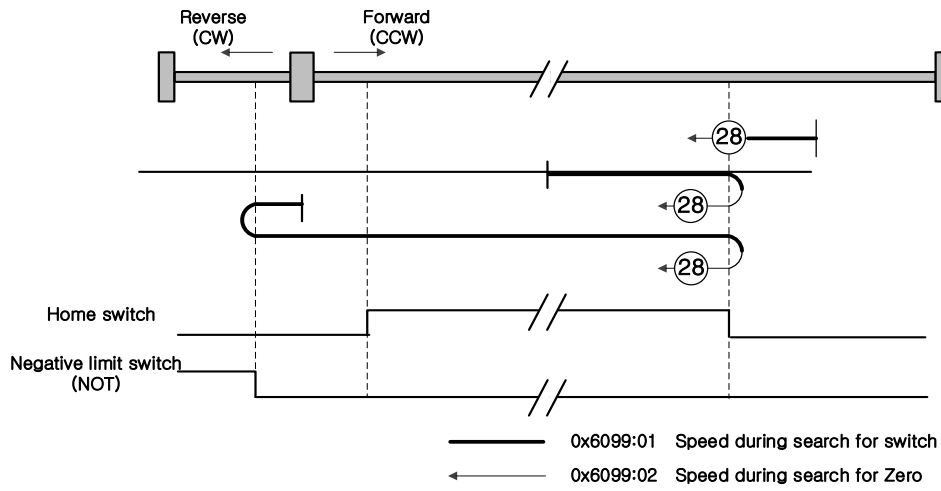 Reverse
(CW)
Forward
(CCW)
28
28
28
Home switch
Negative limit switch
(NOT)
0x6099:01 Speed during search for switch
0x6099:02 Speed during search for Zero